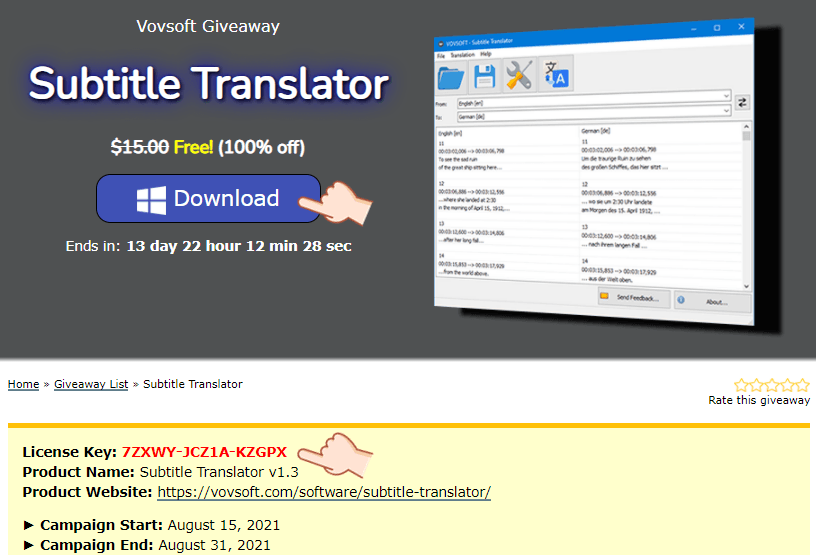 Vovsoft Giveaway
Subtitle Translator
$15.00 Free! (100% off)
Download
Ends in: 13 day 22 hour 12 min 28 sec
VOVSOFT - Subtitle Translator
File Translation Help
From: English [en]
To: German [de]
English [en] German [de]
11 11
00:03:02,006 --> 00:03:06,798 00:03:02,006 --> 00:03:06,798
To see the sad ruin Um die traurige Ruin zu sehen
of the great ship sitting here... des großen Schiffes, das hier sitzt ...
12 12
00:03:06,886 --> 00:03:12,556 00:03:06,886 --> 00:03:12,556
...where she landed at 2:30 ... wo sie um 2:30 Uhr landete
in the morning of April 15, 1912,... am Morgen des 15. April 1912,...
13 13
00:03:12,600 --> 00:03:14,806 00:03:12,600 --> 00:03:14,806
...after her long fall... ... nach ihrem langen Fall ...
14 14
00:03:15,853 --> 00:03:17,929 00:03:15,853 --> 00:03:17,929
... from the world above. ... aus der Welt oben.
Send Feedback... About...
Home » Giveaway List » Subtitle Translator
Rate this giveaway
License Key: 7ZXWY-JCZ1A-KZGPX
Product Name: Subtitle Translator v1.3
Product Website: https://vovsoft.com/software/subtitle-translator/
► Campaign Start: August 15, 2021
► Campaign End: August 31, 2021